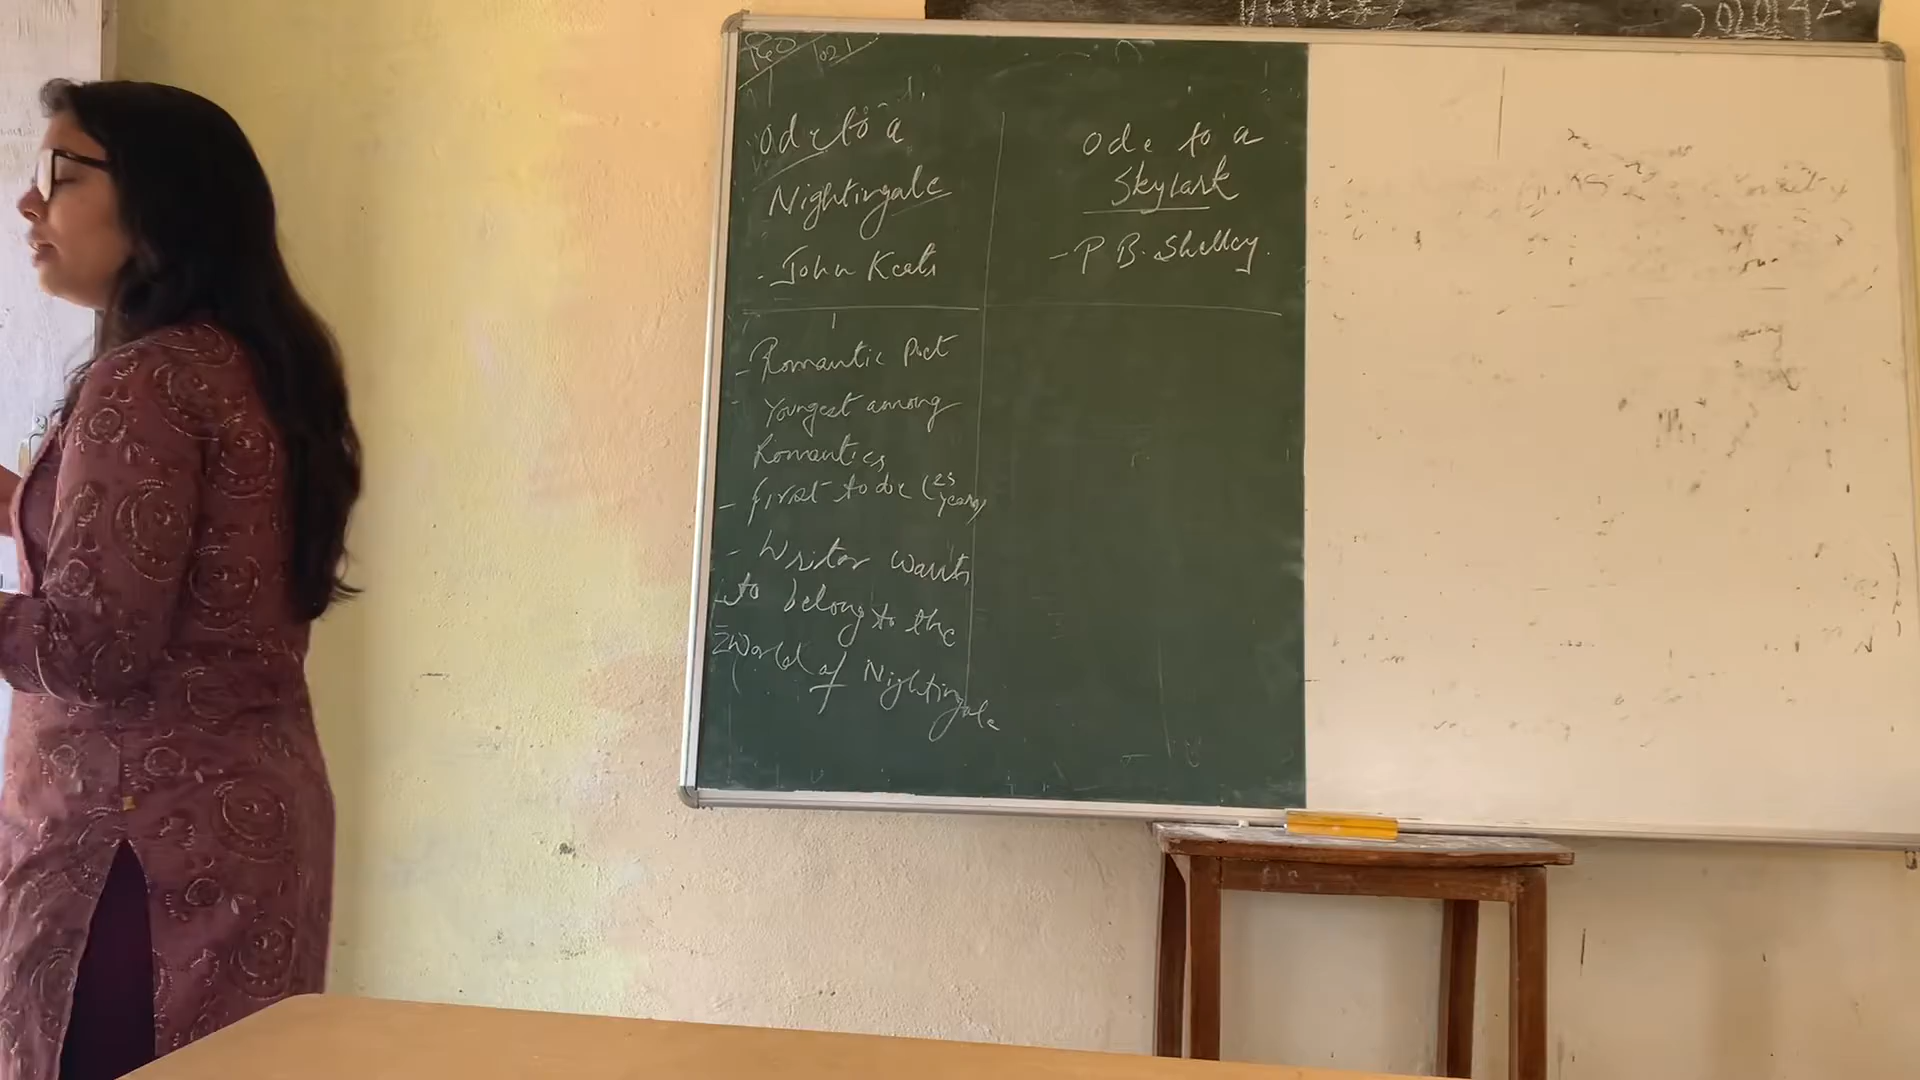 Ode to a
Nightingale
- John Keats
- Romantic Poet
- Youngest among
Romantics
- First to die (25
years)
- Writer wants
to belong to the
world of Nightingale
Ode to a
Skylark
- P B. Shelley.